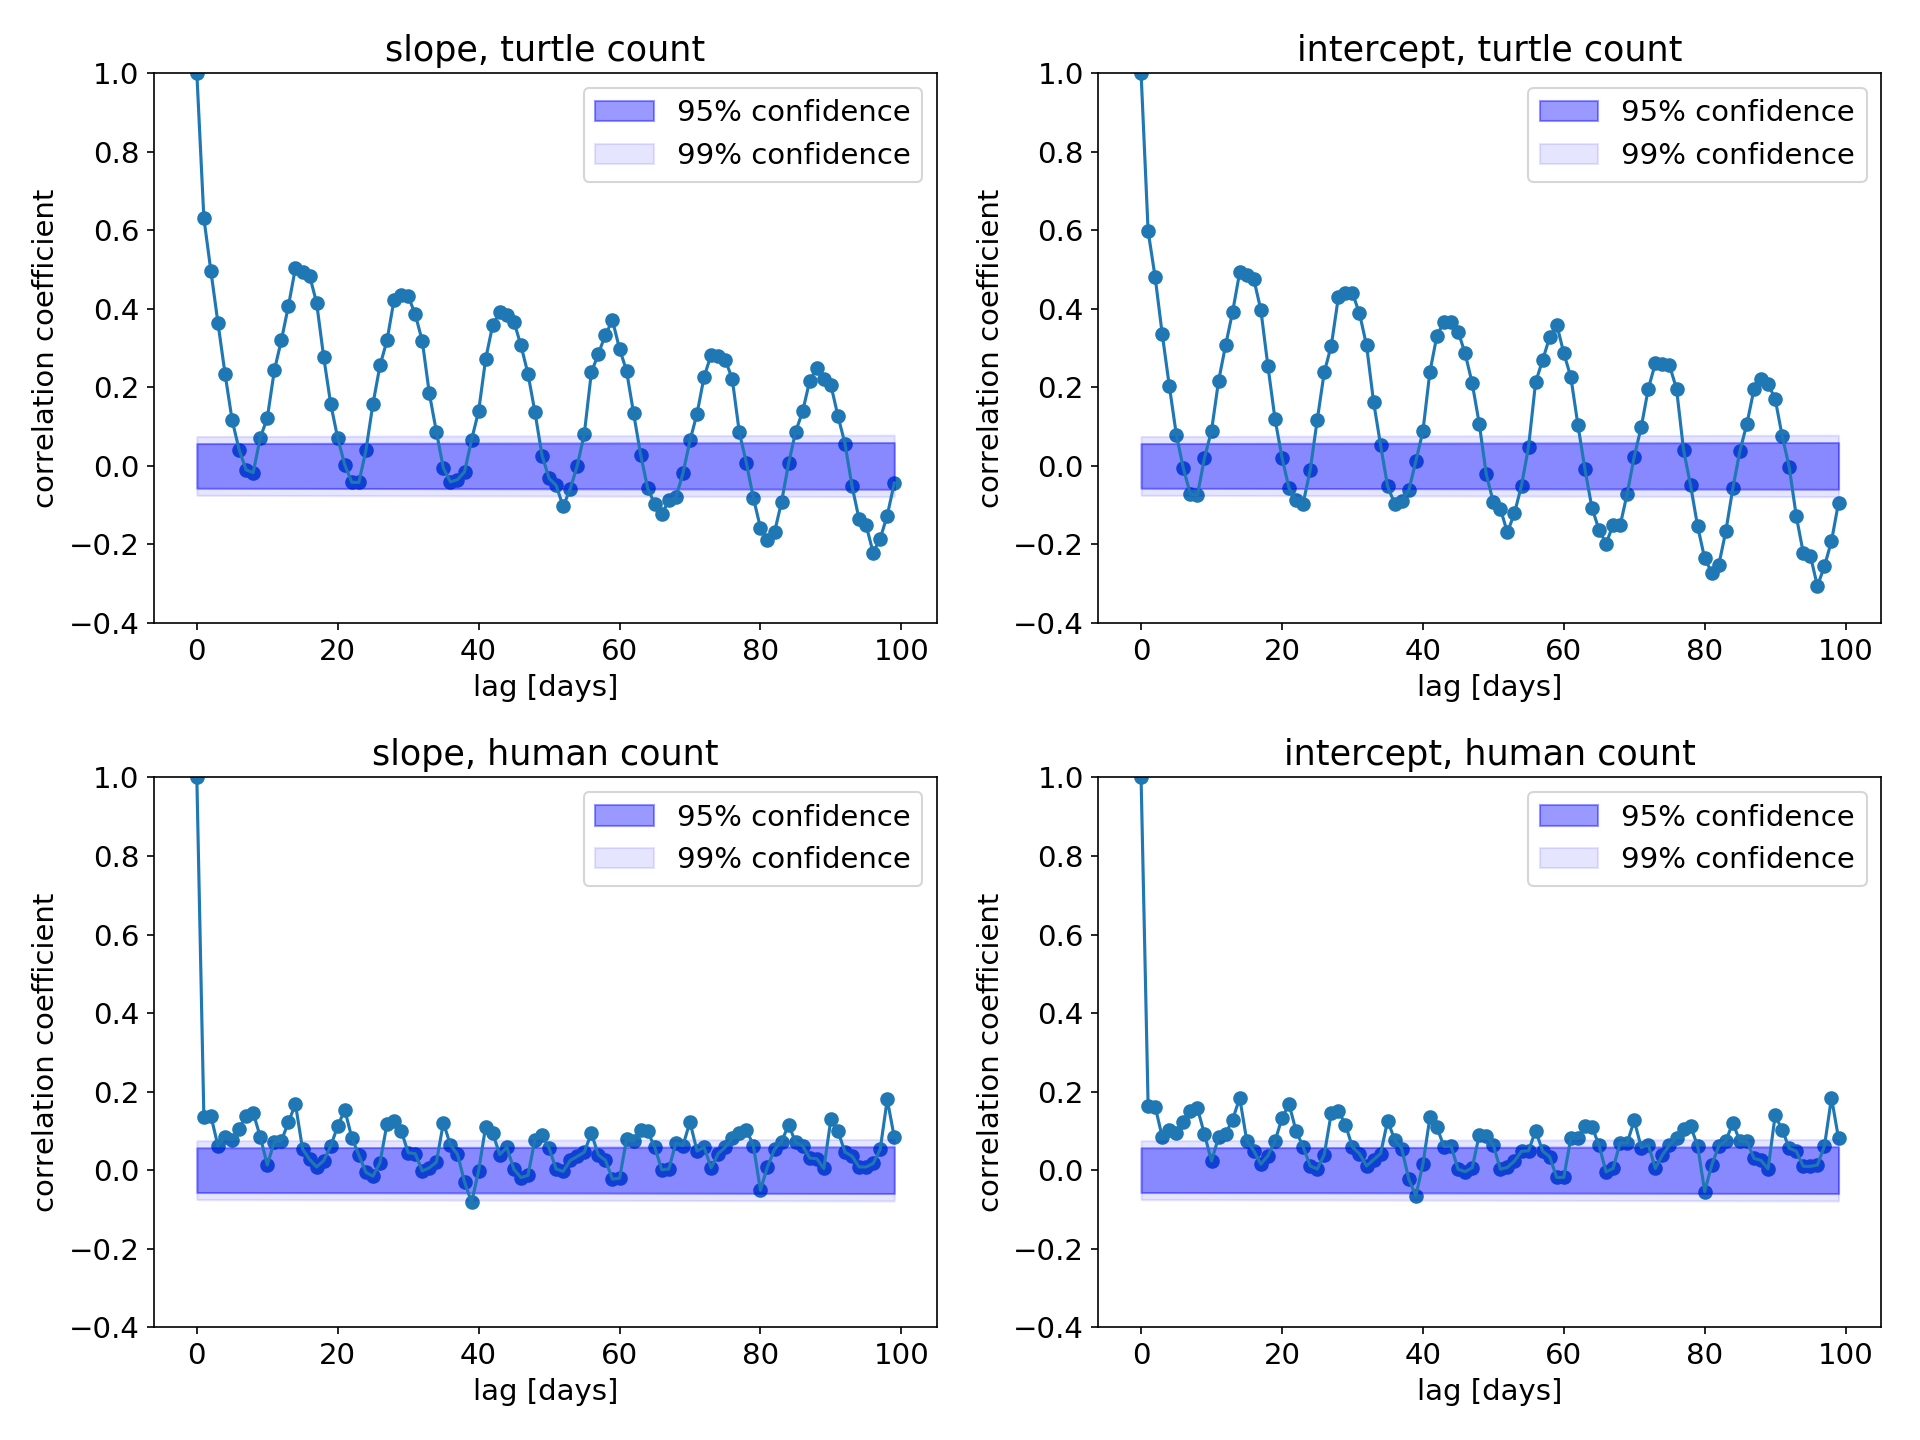 slope, turtle count
1.0
0.8
0.6
0.4
0.2
0.0
−0.2
−0.4
correlation coefficient
95% confidence
99% confidence
0 20 40 60 80 100
lag [days]
intercept, turtle count
1.0
0.8
0.6
0.4
0.2
0.0
−0.2
−0.4
correlation coefficient
95% confidence
99% confidence
0 20 40 60 80 100
lag [days]
slope, human count
1.0
0.8
0.6
0.4
0.2
0.0
−0.2
−0.4
correlation coefficient
95% confidence
99% confidence
0 20 40 60 80 100
lag [days]
intercept, human count
1.0
0.8
0.6
0.4
0.2
0.0
−0.2
−0.4
correlation coefficient
95% confidence
99% confidence
0 20 40 60 80 100
lag [days]